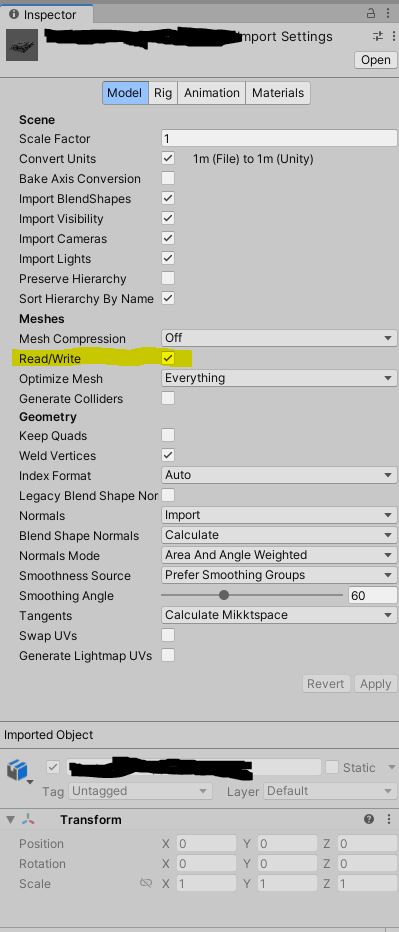 Inspector
Import Settings
Open
Model Rig Animation Materials
Scene
Scale Factor 1
Convert Units 1m (File) to 1m (Unity)
Bake Axis Conversion
Import BlendShapes
Import Visibility
Import Cameras
Import Lights
Preserve Hierarchy
Sort Hierarchy By Name
Meshes
Mesh Compression Off
Read/Write
Optimize Mesh Everything
Generate Colliders
Geometry
Keep Quads
Weld Vertices
Index Format Auto
Legacy Blend Shape Nor
Normals Import
Blend Shape Normals Calculate
Normals Mode Area And Angle Weighted
Smoothness Source Prefer Smoothing Groups
Smoothing Angle 60
Tangents Calculate Mikktspace
Swap UVs
Generate Lightmap UVs
Revert Apply
Imported Object
Static
Tag Untagged Layer Default
Transform
Position X 0 Y 0 Z 0
Rotation X 0 Y 0 Z 0
Scale X 1 Y 1 Z 1